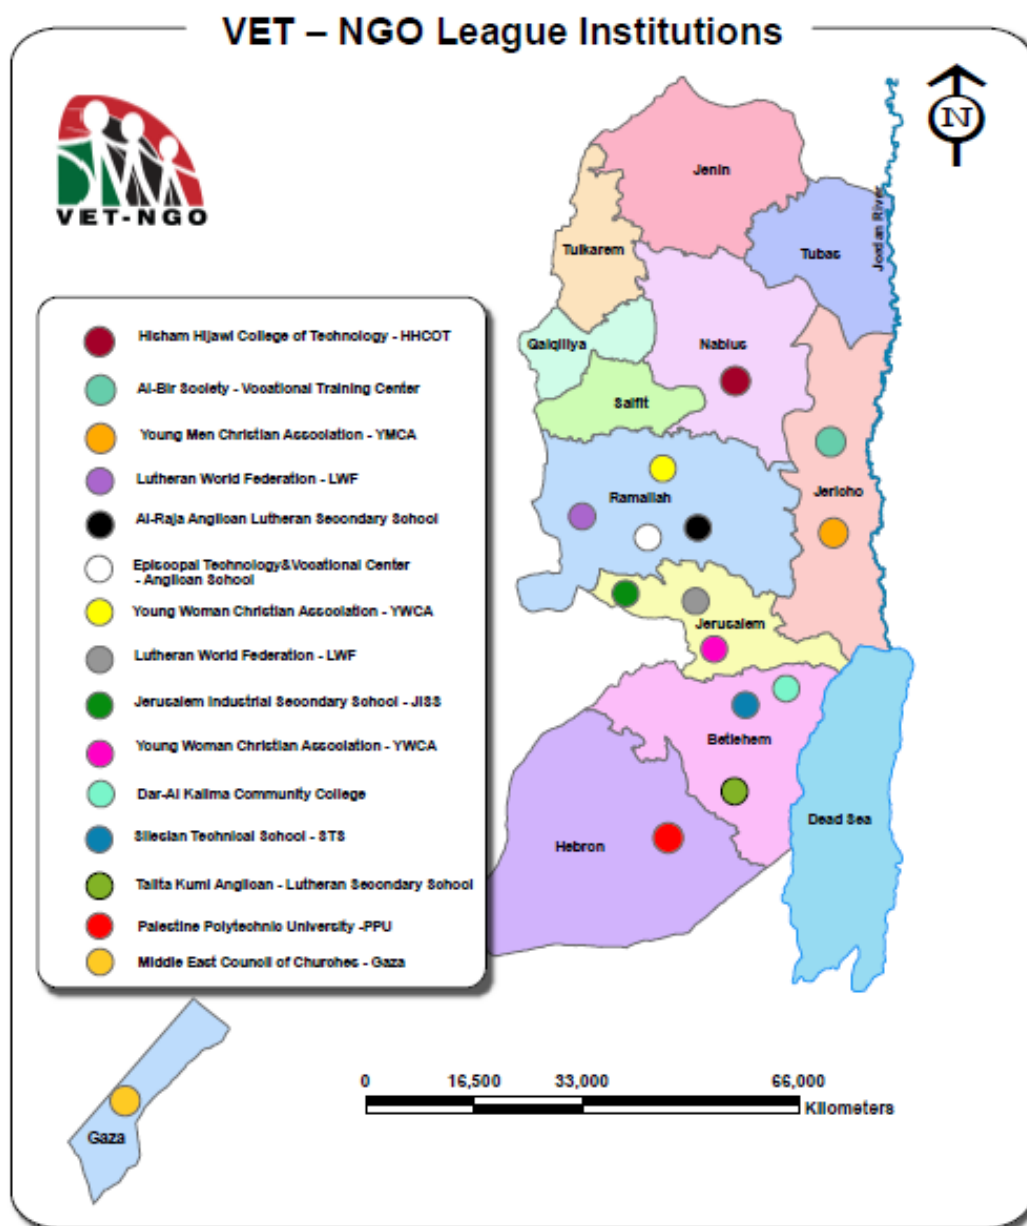 VET – NGO League Institutions
N
VET-NGO
Jenin
Jordan River
Tulkarem
Tubas
Qalqiliya
Nablus
Salfit
Ramallah
Jericho
Jerusalem
Betlehem
Hebron
Dead Sea
Hisham Hijawi College of Technology - HHCOT
Al-Bir Society - Vocational Training Center
Young Men Christian Association - YMCA
Lutheran World Federation - LWF
Al-Raja Anglican Lutheran Secondary School
Episcopal Technology&Vocational Center
- Anglican School
Young Woman Christian Association - YWCA
Lutheran World Federation - LWF
Jerusalem Industrial Secondary School - JISS
Young Woman Christian Association - YWCA
Dar-Al Kalima Community College
Silesian Technical School - STS
Talita Kumi Anglican - Lutheran Secondary School
Palestine Polytechnic University -PPU
Middle East Council of Churches - Gaza
Gaza
0 16,500 33,000 66,000
Kilometers